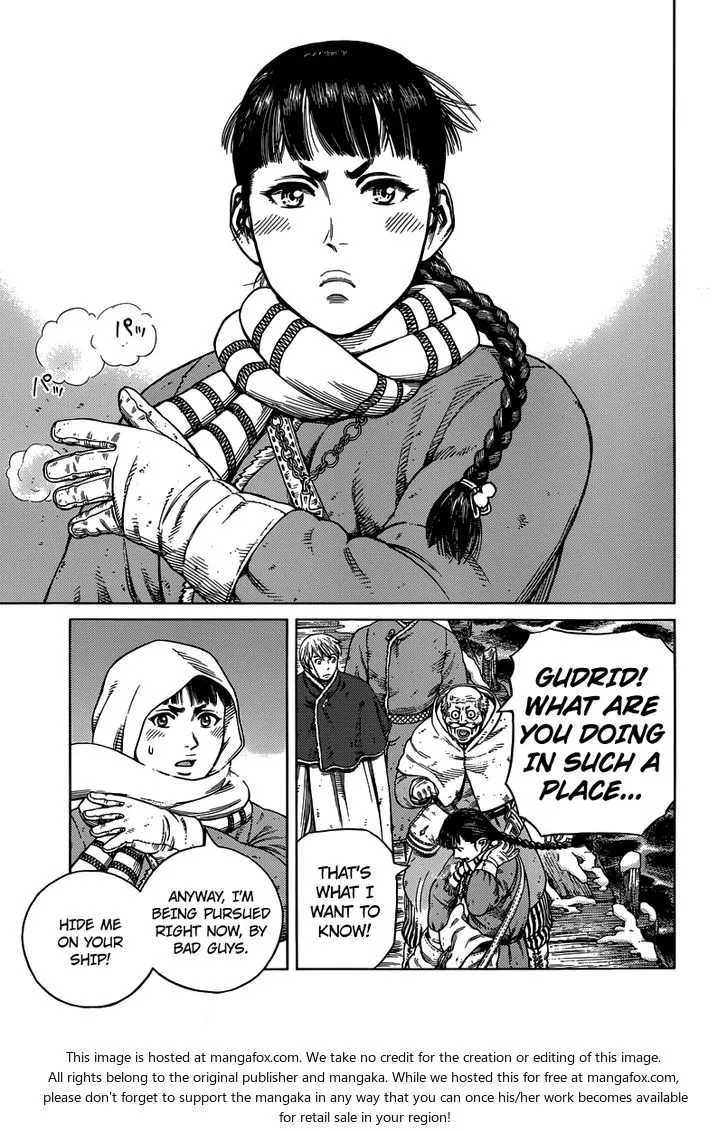 パッ
パッ
GUDRID!
WHAT ARE
YOU DOING
IN SUCH A
PLACE...
THAT'S
WHAT I
WANT TO
KNOW!
ANYWAY, I'M
BEING PURSUED
RIGHT NOW, BY
BAD GUYS.
HIDE ME
ON YOUR
SHIP!
This image is hosted at mangafox.com. We take no credit for the creation or editing of this image.
All rights belong to the original publisher and mangaka. While we hosted this for free at mangafox.com,
please don't forget to support the mangaka in any way that you can once his/her work becomes available
for retail sale in your region!